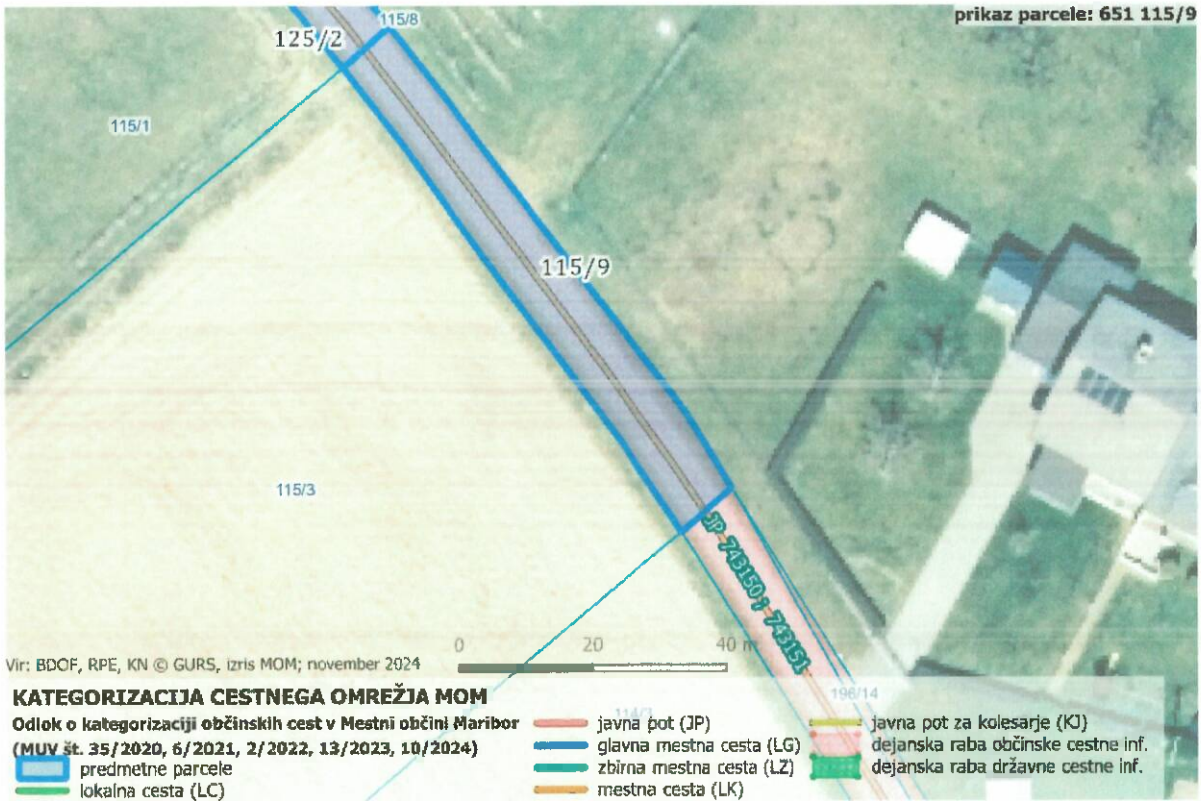 prikaz parcele: 651 115/9
115/8
125/2
115/1
115/9
115/3
JP 743150 ; 743151
0 20 40 m
Vir: BDOF, RPE, KN © GURS, izris MOM; november 2024
196/14
114/3
KATEGORIZACIJA CESTNEGA OMREŽJA MOM
Odlok o kategorizaciji občinskih cest v Mestni občini Maribor
(MUV št. 35/2020, 6/2021, 2/2022, 13/2023, 10/2024)
predmetne parcele
lokalna cesta (LC)
javna pot (JP)
glavna mestna cesta (LG)
zbirna mestna cesta (LZ)
mestna cesta (LK)
javna pot za kolesarje (KJ)
dejanska raba občinske cestne inf.
dejanska raba državne cestne inf.